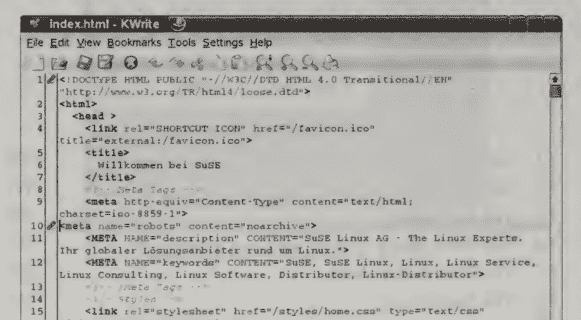 index.html - KWrite
File Edit View Bookmarks Tools Settings Help
1 <!DOCTYPE HTML PUBLIC "-//W3C//DTD HTML 4.0 Transitional//EN"
"http://www.w3.org/TR/html4/loose.dtd">
2 <html>
3 <head >
4 <link rel="SHORTCUT ICON" href="/favicon.ico"
title="external:/favicon.ico">
5 <title>
6 Willkommen bei SuSE
7 </title>
8 <!-- Meta Tags -->
9 <meta http-equiv="Content-Type" content="text/html;
charset=iso-8859-1">
10 <meta name="robots" content="noarchive">
11 <META NAME="description" CONTENT="SuSE Linux AG - The Linux Experts.
Ihr globaler Lösungsanbieter rund um Linux.">
12 <META NAME="keywords" CONTENT="SuSE, SuSE Linux, Linux, Linux Service,
Linux Consulting, Linux Software, Distributor, Linux-Distributor">
13 <!-- /Meta Tags -->
14 <!-- Styles -->
15 <link rel="stylesheet" href="/styles/home.css" type="text/css"